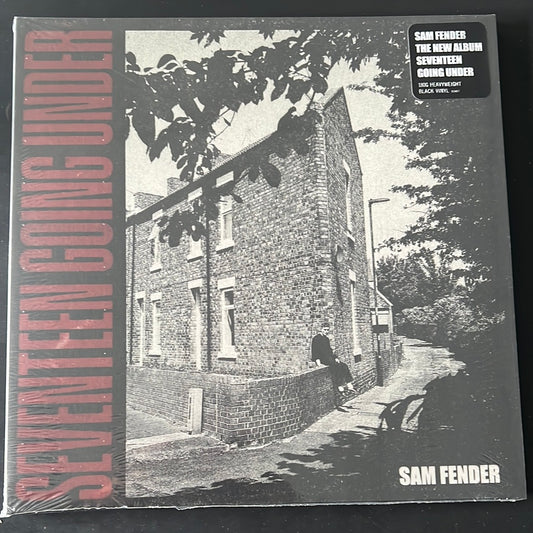 SEVENTEEN GOING UNDER
SAM FENDER
THE NEW ALBUM
SEVENTEEN
GOING UNDER
180G HEAVYWEIGHT
BLACK VINYL
SAM FENDER